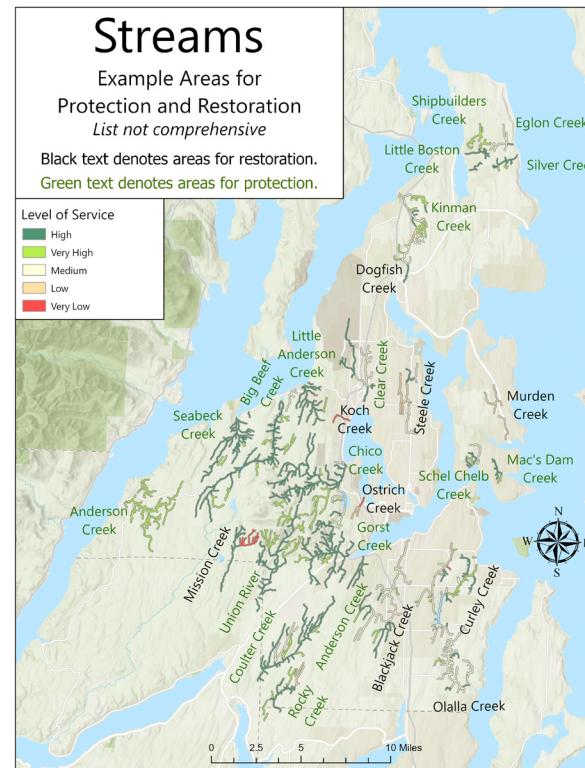 Streams
Example Areas for
Protection and Restoration
List not comprehensive
Black text denotes areas for restoration.
Green text denotes areas for protection.
Level of Service
High
Very High
Medium
Low
Very Low
Shipbuilders
Creek
Eglon Creek
Little Boston
Creek
Silver Cre
Kinman
Creek
Dogfish
Creek
Little
Anderson
Creek
Big Beef
Creek
Clear Creek
Steele Creek
Murden
Creek
Koch
Creek
Seabeck
Creek
Chico
Creek
Mac's Dam
Creek
Schel Chelb
Creek
Ostrich
Creek
Anderson
Creek
Gorst
Creek
Mission Creek
Union River
Curley Creek
Anderson Creek
Coulter Creek
Blackjack Creek
Rocky
Creek
Olalla Creek
N
W
S
0 2.5 5 10 Miles